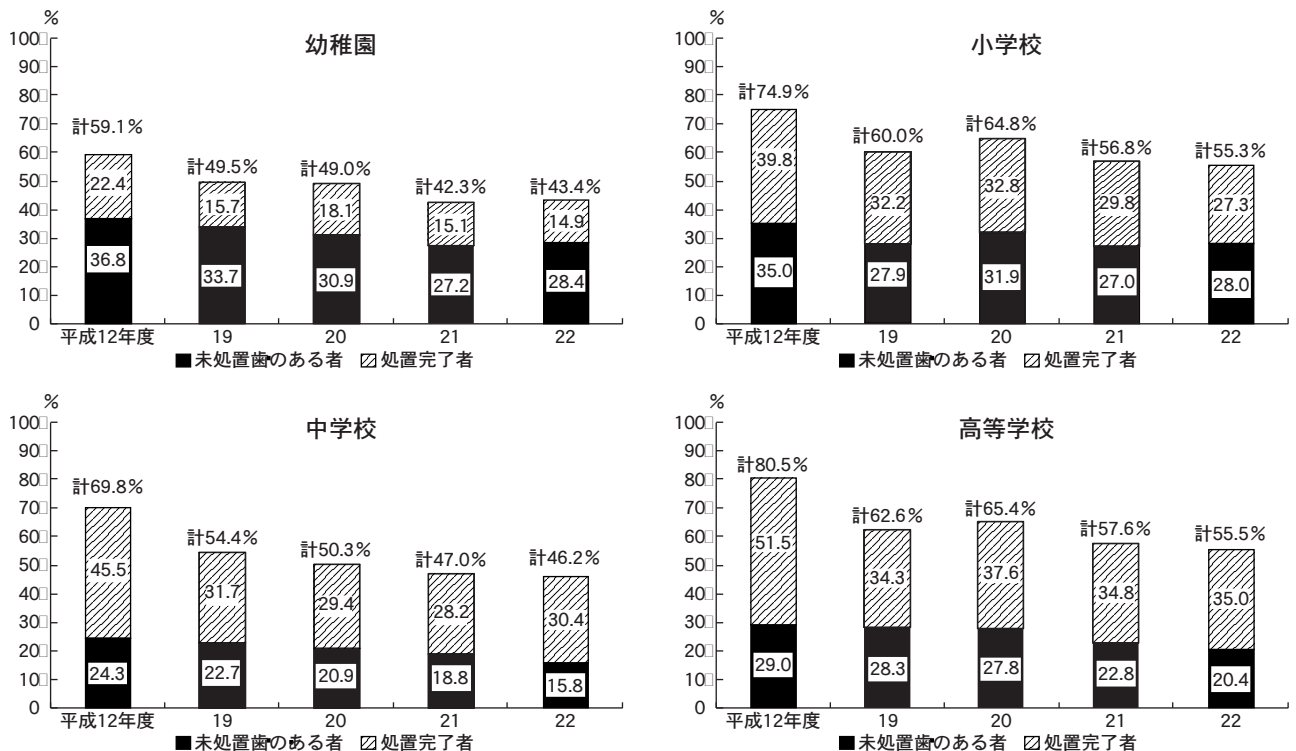 %
幼稚園
100
90
80
70
60
50
40
30
20
10
0
計59.1%
計49.5%
計49.0%
計42.3%
計43.4%
22.4
15.7
18.1
15.1
14.9
36.8
33.7
30.9
27.2
28.4
平成12年度 19 20 21 22
未処置歯のある者 処置完了者
%
小学校
100
90
80
70
60
50
40
30
20
10
0
計74.9%
計60.0%
計64.8%
計56.8%
計55.3%
39.8
32.2
32.8
29.8
27.3
35.0
27.9
31.9
27.0
28.0
平成12年度 19 20 21 22
未処置歯のある者 処置完了者
%
中学校
100
90
80
70
60
50
40
30
20
10
0
計69.8%
計54.4%
計50.3%
計47.0%
計46.2%
45.5
31.7
29.4
28.2
30.4
24.3
22.7
20.9
18.8
15.8
平成12年度 19 20 21 22
未処置歯のある者 処置完了者
%
高等学校
100
90
80
70
60
50
40
30
20
10
0
計80.5%
計62.6%
計65.4%
計57.6%
計55.5%
51.5
34.3
37.6
34.8
35.0
29.0
28.3
27.8
22.8
20.4
平成12年度 19 20 21 22
未処置歯のある者 処置完了者